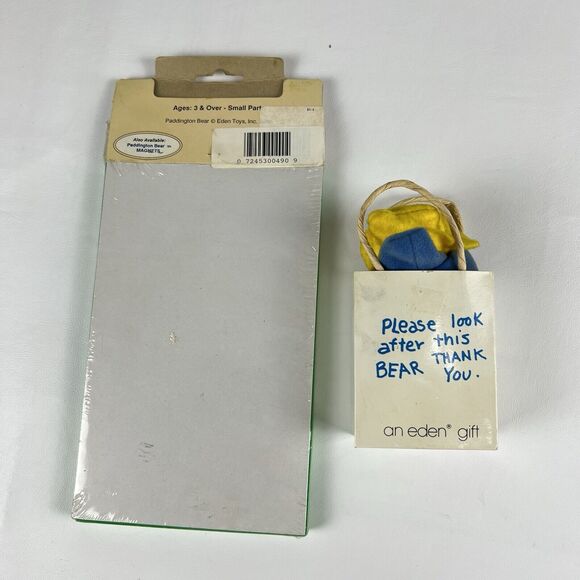 Ages: 3 & Over - Small Part
Paddington Bear © Eden Toys, Inc.
Also Available:
Paddington Bear
MAGNETS
0 7245300490 9
Please look
after this
BEAR THANK
You.
an eden® gift